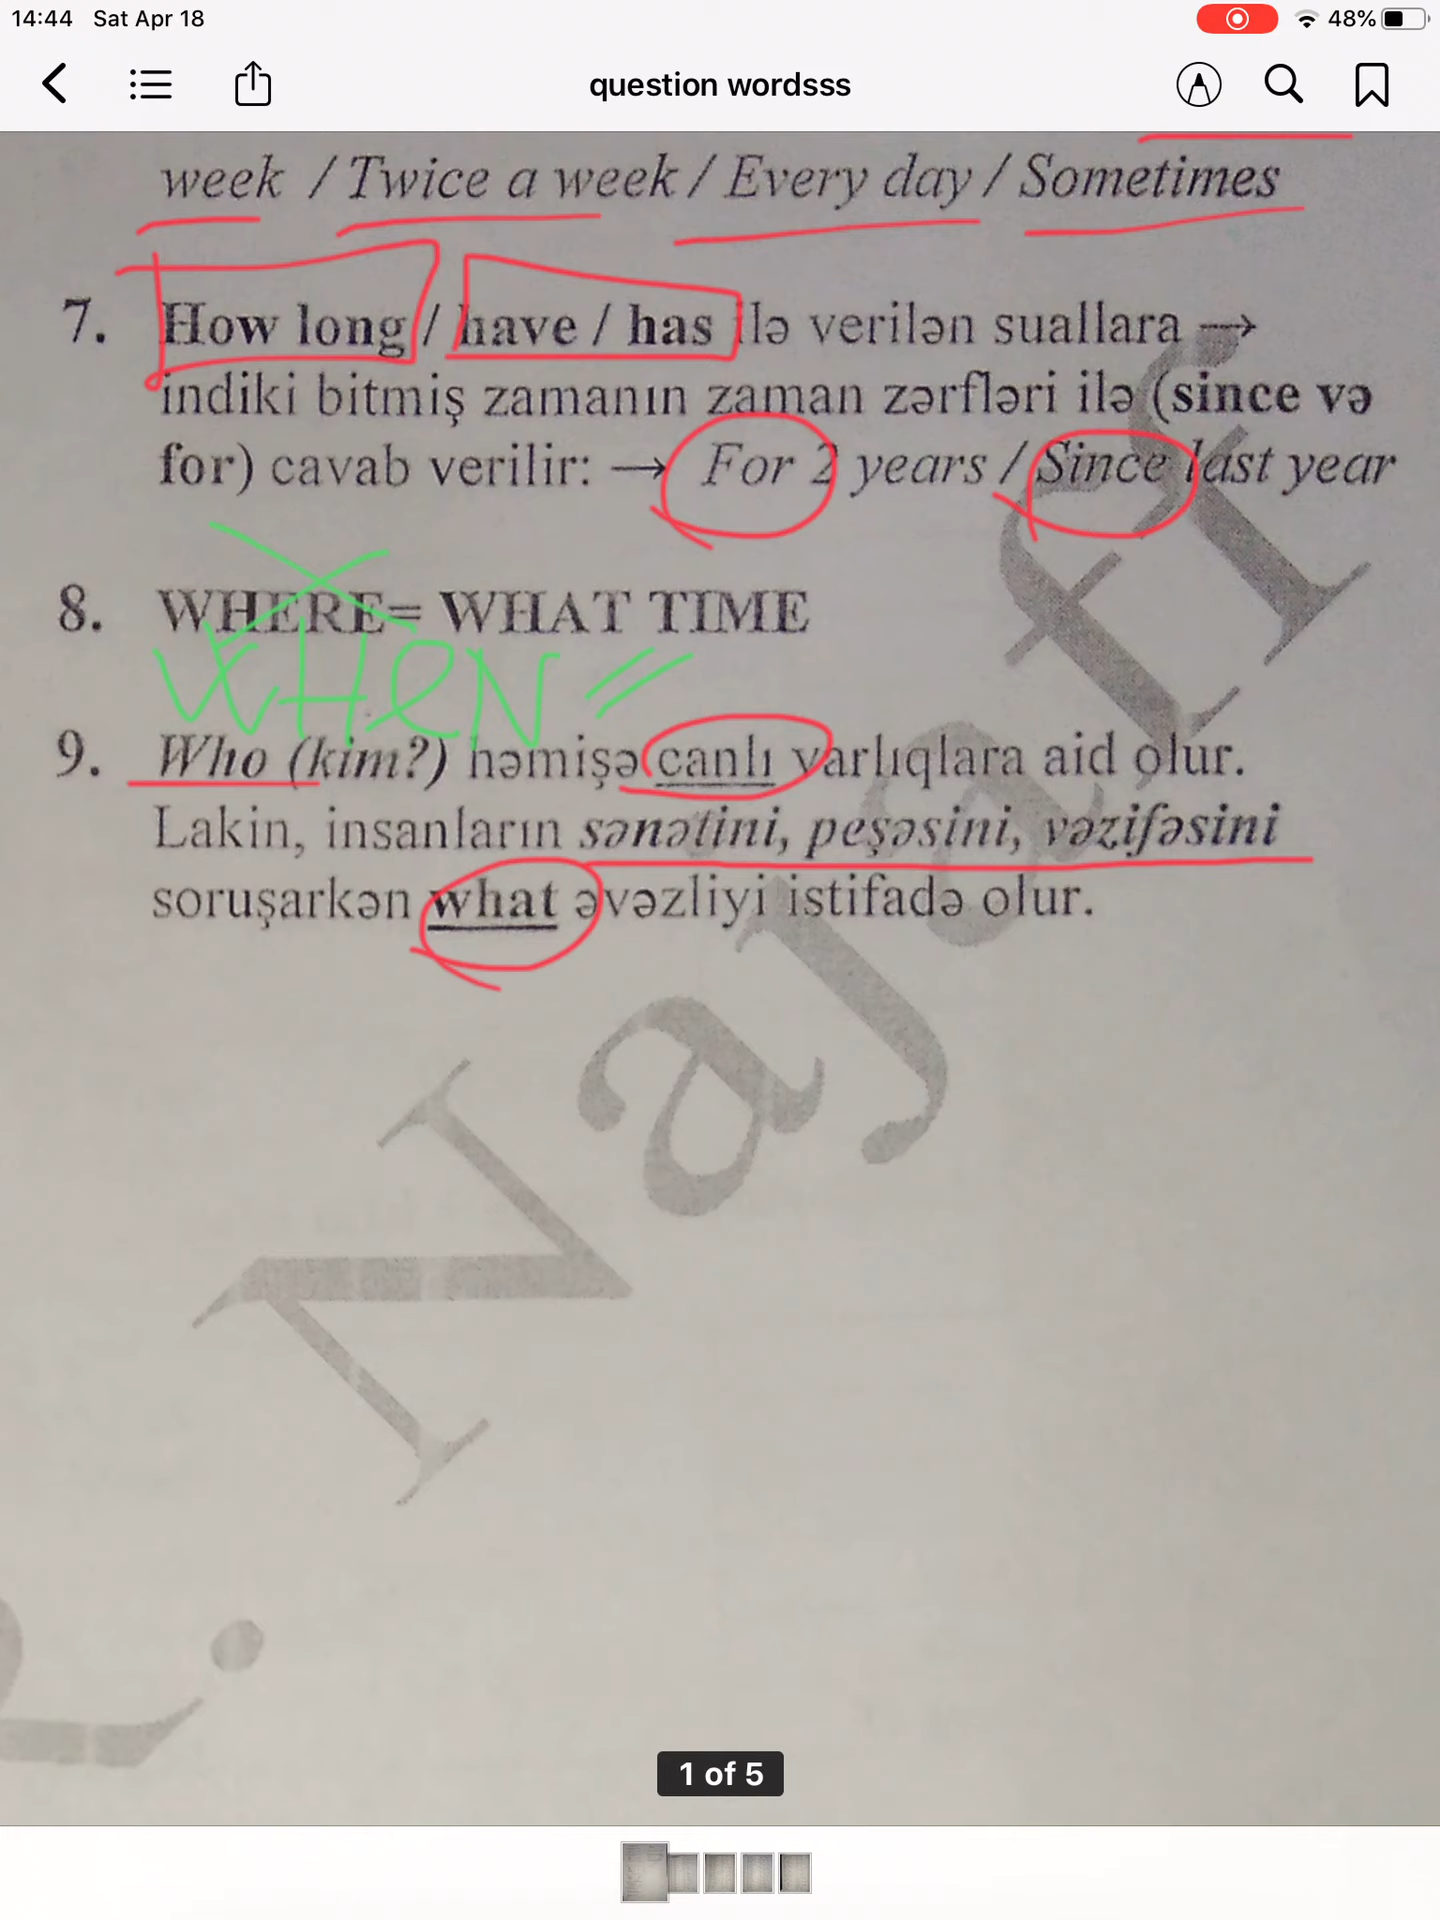 14:44 Sat Apr 18 48%
question wordsss
week / Twice a week / Every day / Sometimes
7. How long / have / has ilə verilən suallara →
indiki bitmiş zamanın zaman zərfləri ilə (since və
for) cavab verilir: → For 2 years / Since last year
8. WHERE= WHAT TIME
WHeN =
9. Who (kim?) həmişə canlı varlıqlara aid olur.
Lakin, insanların sənətini, peşəsini, vəzifəsini
soruşarkən what əvəzliyi istifadə olur.
Najafi
1 of 5